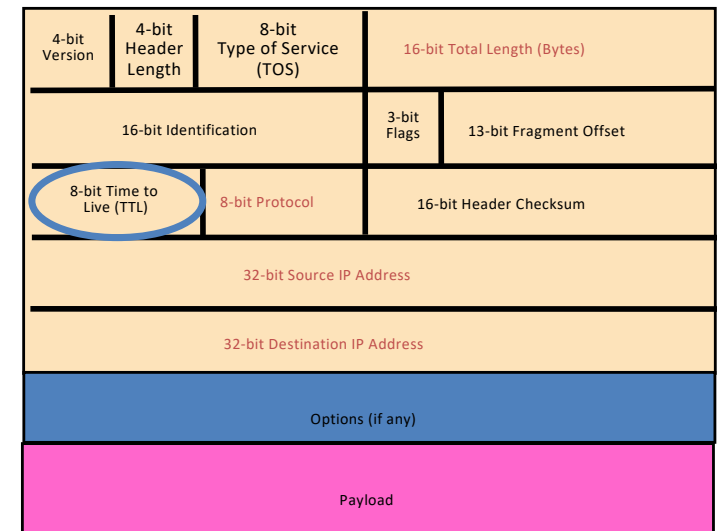 4-bit
Version
4-bit
Header
Length
8-bit
Type of Service
(TOS)
16-bit Total Length (Bytes)
16-bit Identification
3-bit
Flags
13-bit Fragment Offset
8-bit Time to
Live (TTL)
8-bit Protocol
16-bit Header Checksum
32-bit Source IP Address
32-bit Destination IP Address
Options (if any)
Payload